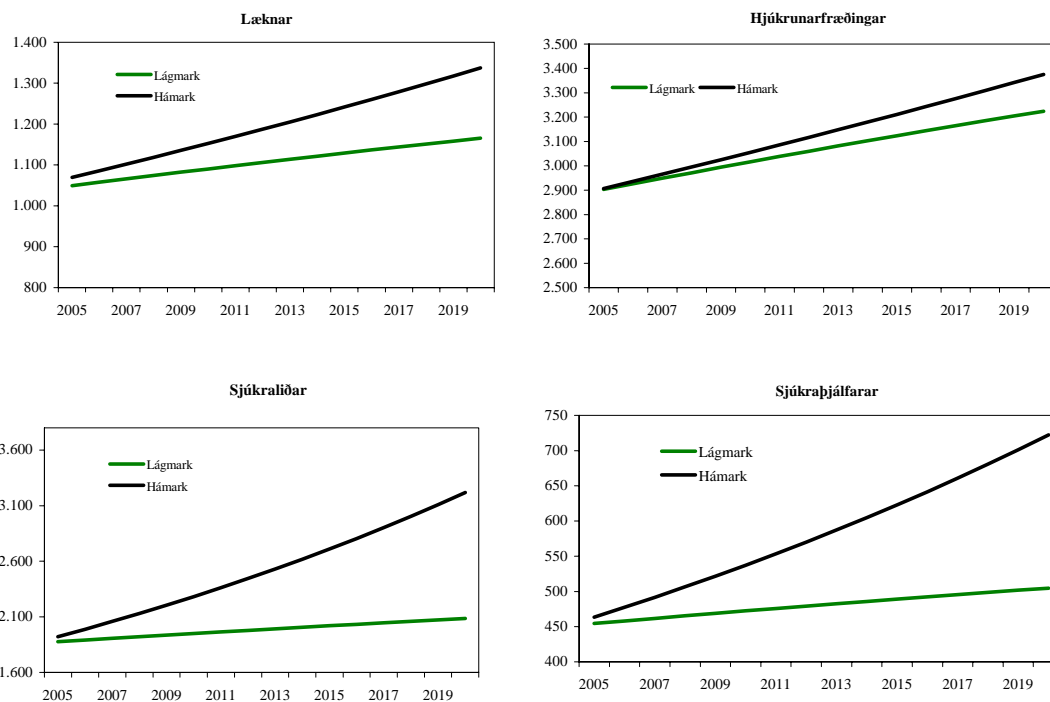 Læknar
1.400
1.300
1.200
1.100
1.000
900
800
Lágmark
Hámark
2005 2007 2009 2011 2013 2015 2017 2019
Hjúkrunarfræðingar
3.500
3.400
3.300
3.200
3.100
3.000
2.900
2.800
2.700
2.600
2.500
Lágmark Hámark
2005 2007 2009 2011 2013 2015 2017 2019
Sjúkraliðar
3.600
3.100
2.600
2.100
1.600
Lágmark
Hámark
2005 2007 2009 2011 2013 2015 2017 2019
Sjúkraþjálfarar
750
700
650
600
550
500
450
400
Lágmark
Hámark
2005 2007 2009 2011 2013 2015 2017 2019